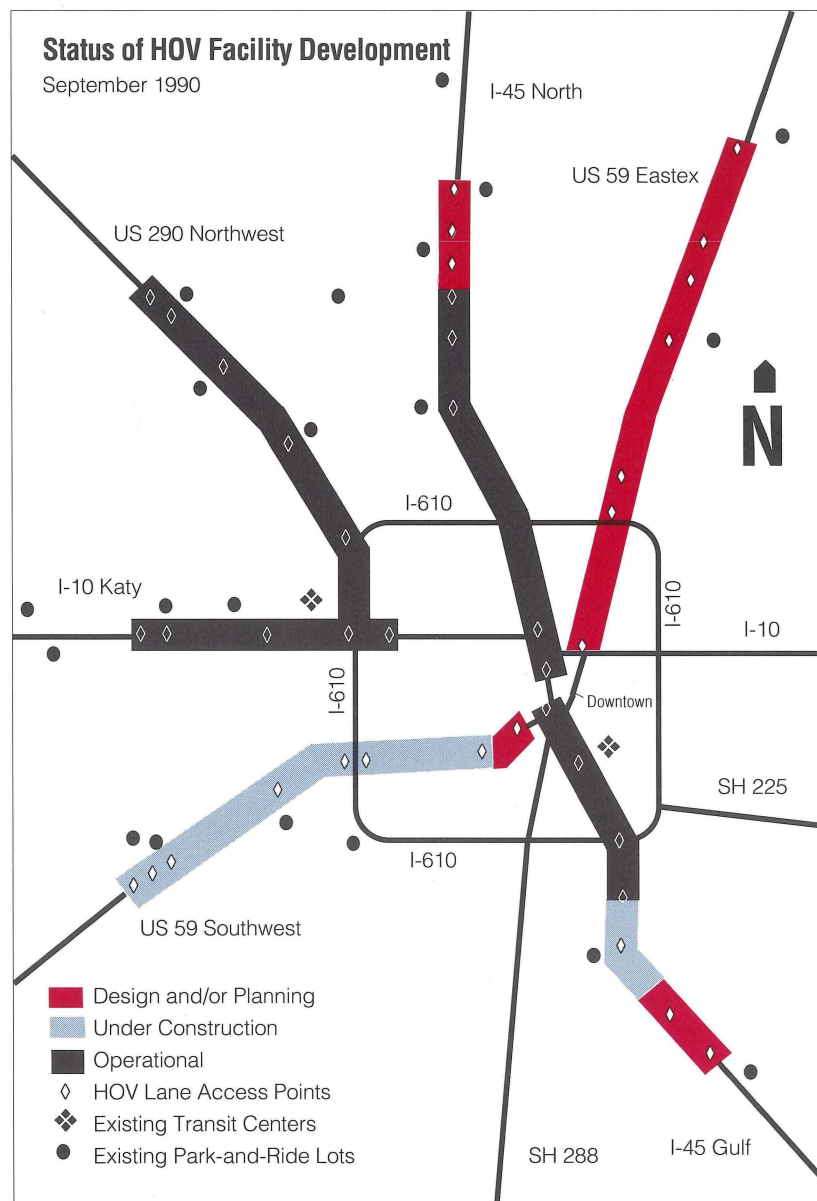 Status of HOV Facility Development
September 1990
I-45 North
US 59 Eastex
US 290 Northwest
N
I-610
I-10 Katy
I-610
I-10
I-610
Downtown
SH 225
I-610
US 59 Southwest
Design and/or Planning
Under Construction
Operational
HOV Lane Access Points
Existing Transit Centers
Existing Park-and-Ride Lots
SH 288
I-45 Gulf